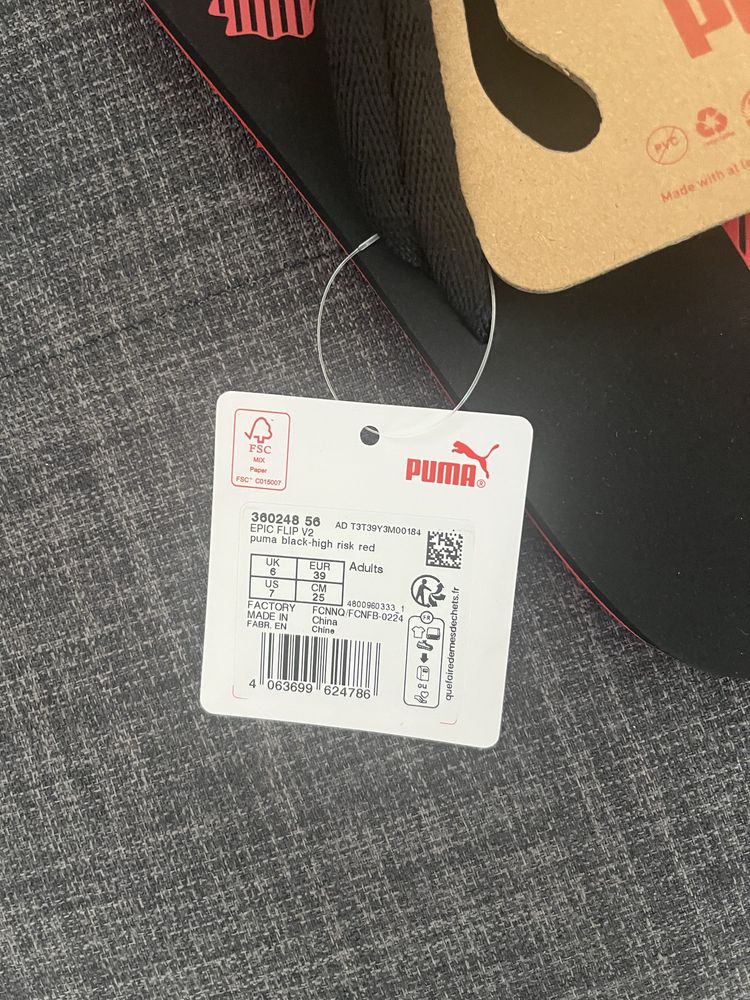 PVC
Made with at
FSC
MIX
Paper
FSC® C015007
PUMA®
360248 56
AD T3T39Y3M00184
EPIC FLIP V2
puma black-high risk red
UK 6
EUR 39
Adults
US 7
CM 25
4800960333_1
FACTORY FCNNQ/FCNFB-0224
MADE IN China
FABR. EN Chine
4 063699 624786
FR
OU
quefairedemesdechets.fr